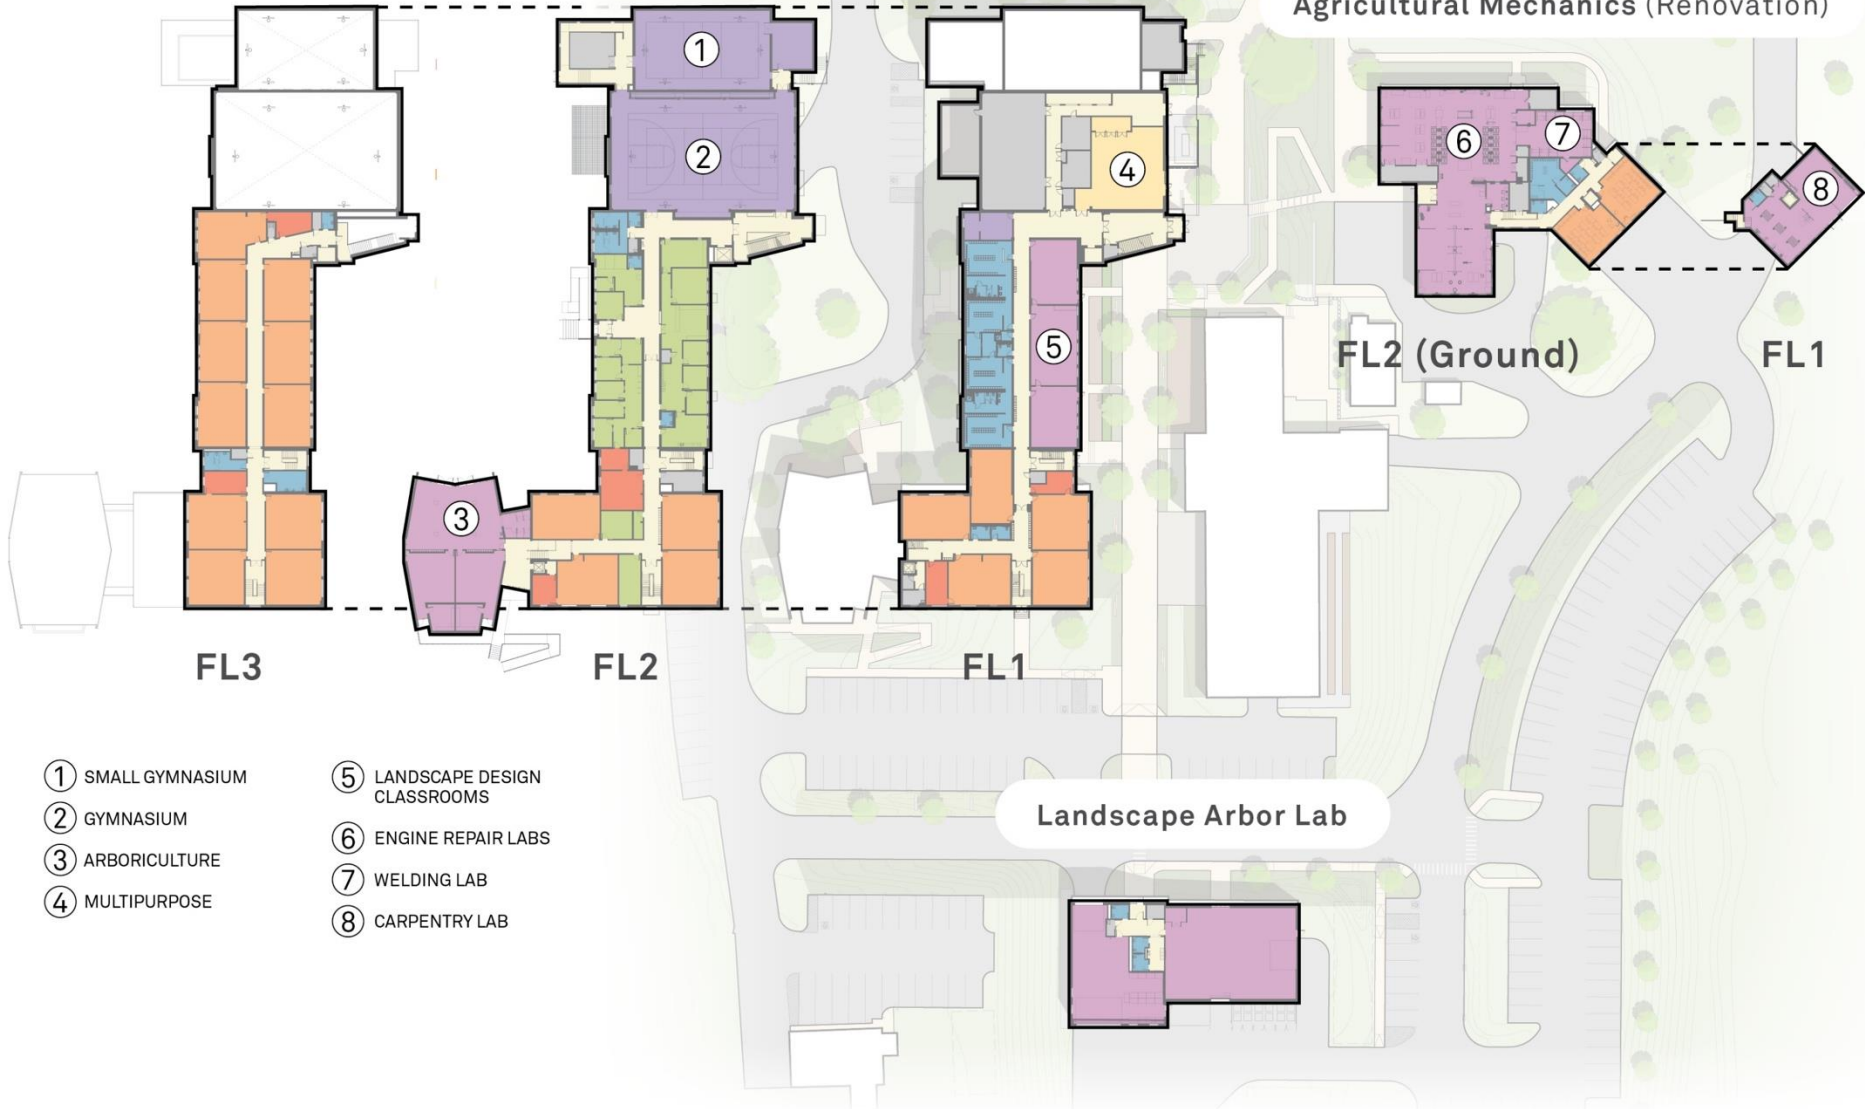 Agricultural Mechanics (Renovation)
1
2
4
6
7
8
5
3
FL2 (Ground)
FL1
FL3
FL2
FL1
1 SMALL GYMNASIUM
2 GYMNASIUM
3 ARBORICULTURE
4 MULTIPURPOSE
5 LANDSCAPE DESIGN
CLASSROOMS
6 ENGINE REPAIR LABS
7 WELDING LAB
8 CARPENTRY LAB
Landscape Arbor Lab